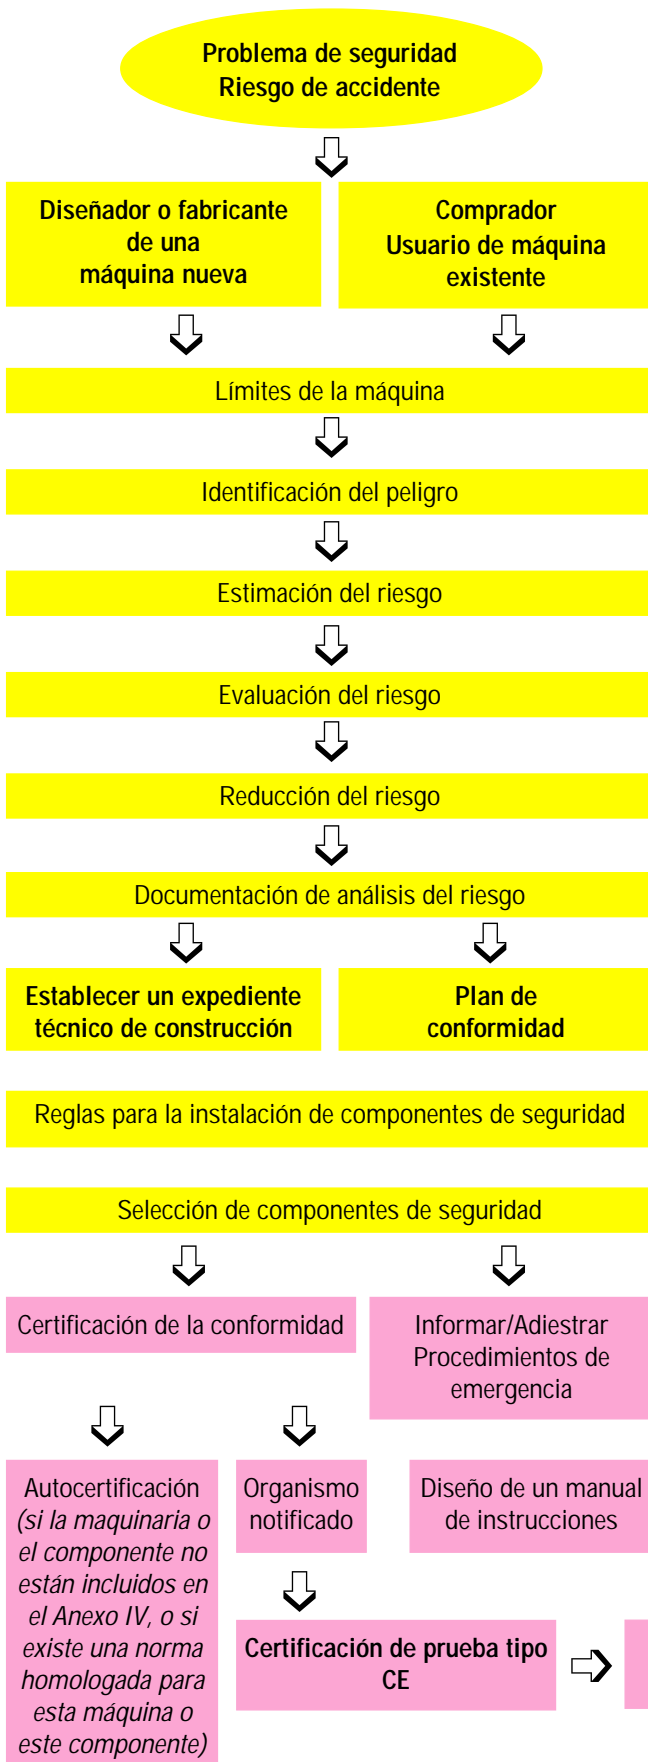 Problema de seguridad
Riesgo de accidente
Diseñador o fabricante
de una
máquina nueva
Comprador
Usuario de máquina
existente
Límites de la máquina
Identificación del peligro
Estimación del riesgo
Evaluación del riesgo
Reducción del riesgo
Documentación de análisis del riesgo
Establecer un expediente
técnico de construcción
Plan de
conformidad
Reglas para la instalación de componentes de seguridad
Selección de componentes de seguridad
Certificación de la conformidad
Informar/Adiestrar
Procedimientos de
emergencia
Autocertificación
(si la maquinaria o
el componente no
están incluidos en
el Anexo IV, o si
existe una norma
homologada para
esta máquina o
este componente)
Organismo
notificado
Diseño de un manual
de instrucciones
Certificación de prueba tipo
CE